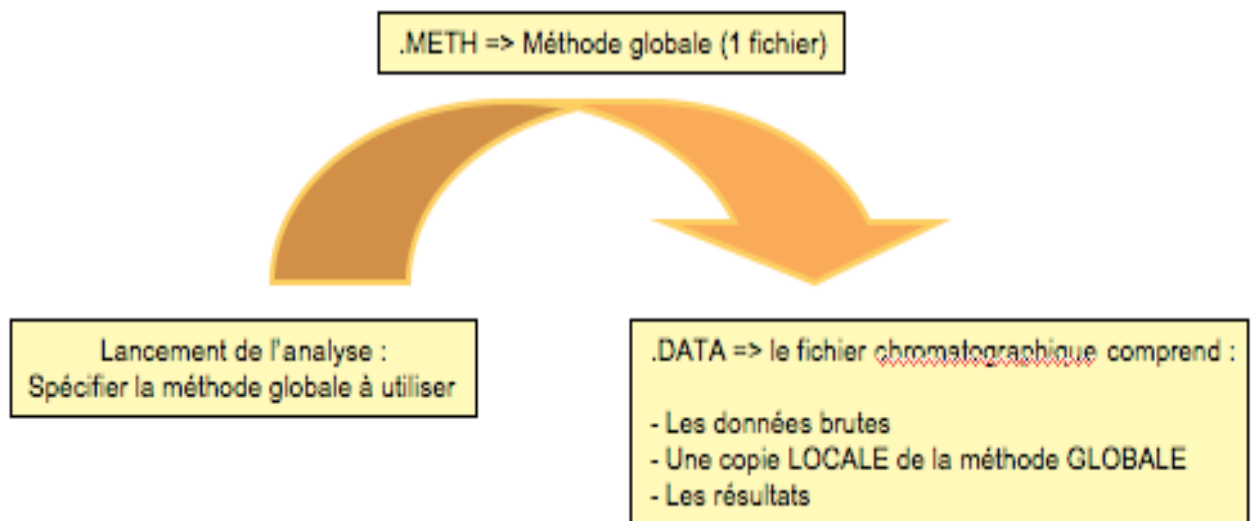 .METH => Méthode globale (1 fichier)
Lancement de l'analyse :
Spécifier la méthode globale à utiliser
.DATA => le fichier chromatographique comprend :
- Les données brutes
- Une copie LOCALE de la méthode GLOBALE
- Les résultats